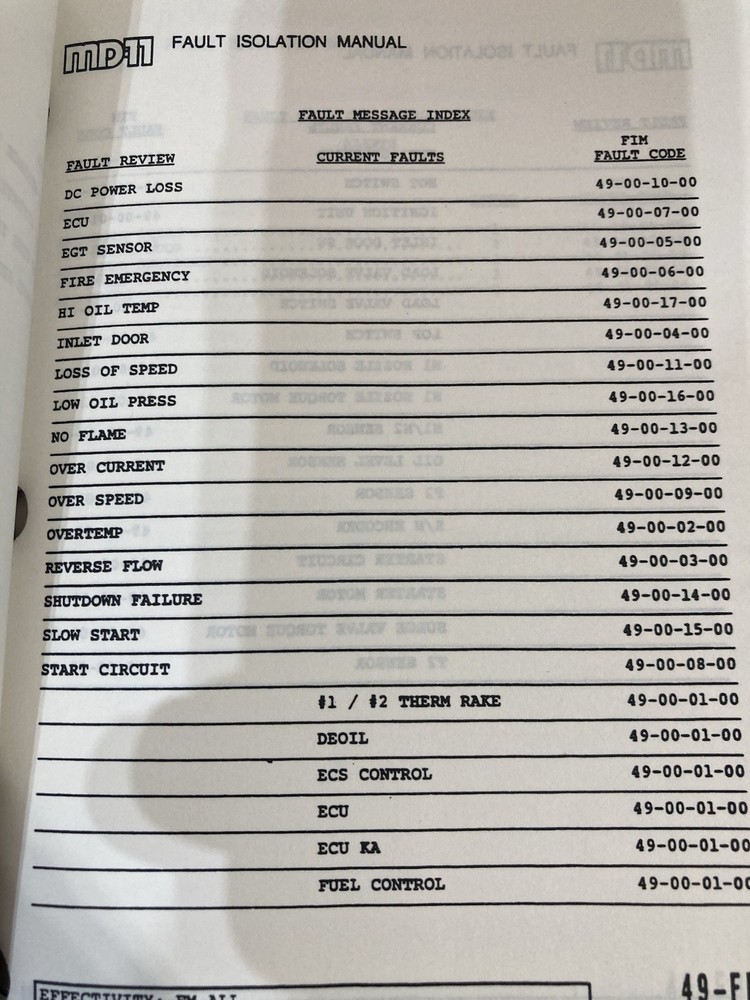 MD-11 FAULT ISOLATION MANUAL
FAULT MESSAGE INDEX
FIM
FAULT REVIEW CURRENT FAULTS FAULT CODE
DC POWER LOSS 49-00-10-00
ECU 49-00-07-00
EGT SENSOR 49-00-05-00
FIRE EMERGENCY 49-00-06-00
HI OIL TEMP 49-00-17-00
INLET DOOR 49-00-04-00
LOSS OF SPEED 49-00-11-00
LOW OIL PRESS 49-00-16-00
NO FLAME 49-00-13-00
OVER CURRENT 49-00-12-00
OVER SPEED 49-00-09-00
OVERTEMP 49-00-02-00
REVERSE FLOW 49-00-03-00
SHUTDOWN FAILURE 49-00-14-00
SLOW START 49-00-15-00
START CIRCUIT 49-00-08-00
#1 / #2 THERM RAKE 49-00-01-00
DEOIL 49-00-01-00
ECS CONTROL 49-00-01-00
ECU 49-00-01-00
ECU KA 49-00-01-00
FUEL CONTROL 49-00-01-00
EFFECTIVITY: ALL
49-F